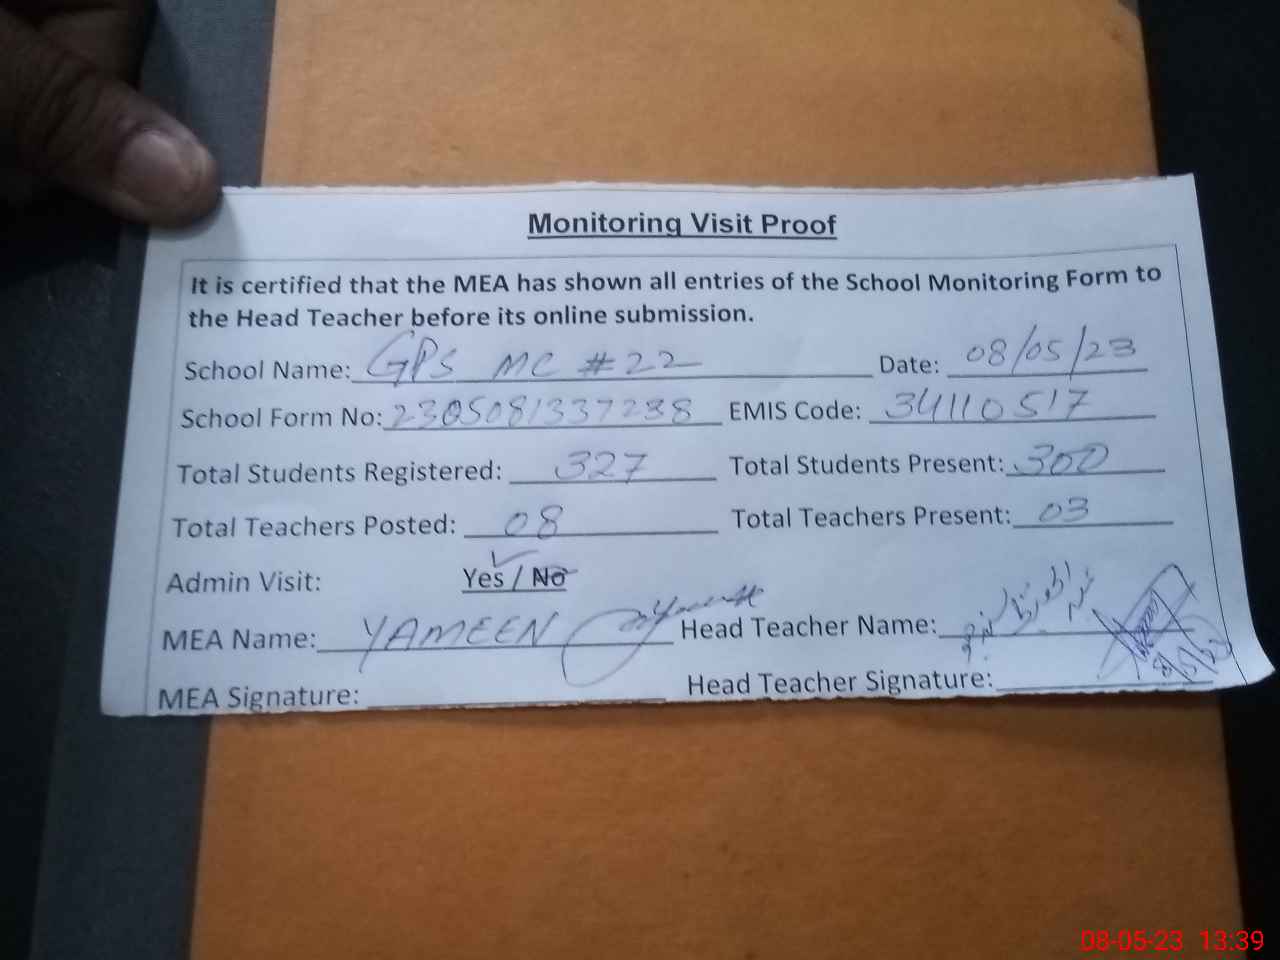 Monitoring Visit Proof
It is certified that the MEA has shown all entries of the School Monitoring Form to
the Head Teacher before its online submission.
School Name: GPS MC #22 Date: 08/05/23
School Form No: 2305081337288 EMIS Code: 34110517
Total Students Registered: 327 Total Students Present: 300
Total Teachers Posted: 08 Total Teachers Present: 03
Admin Visit: Yes / No
MEA Name: YAMEEN Head Teacher Name:
MEA Signature: Head Teacher Signature:
08-05-23 13:39